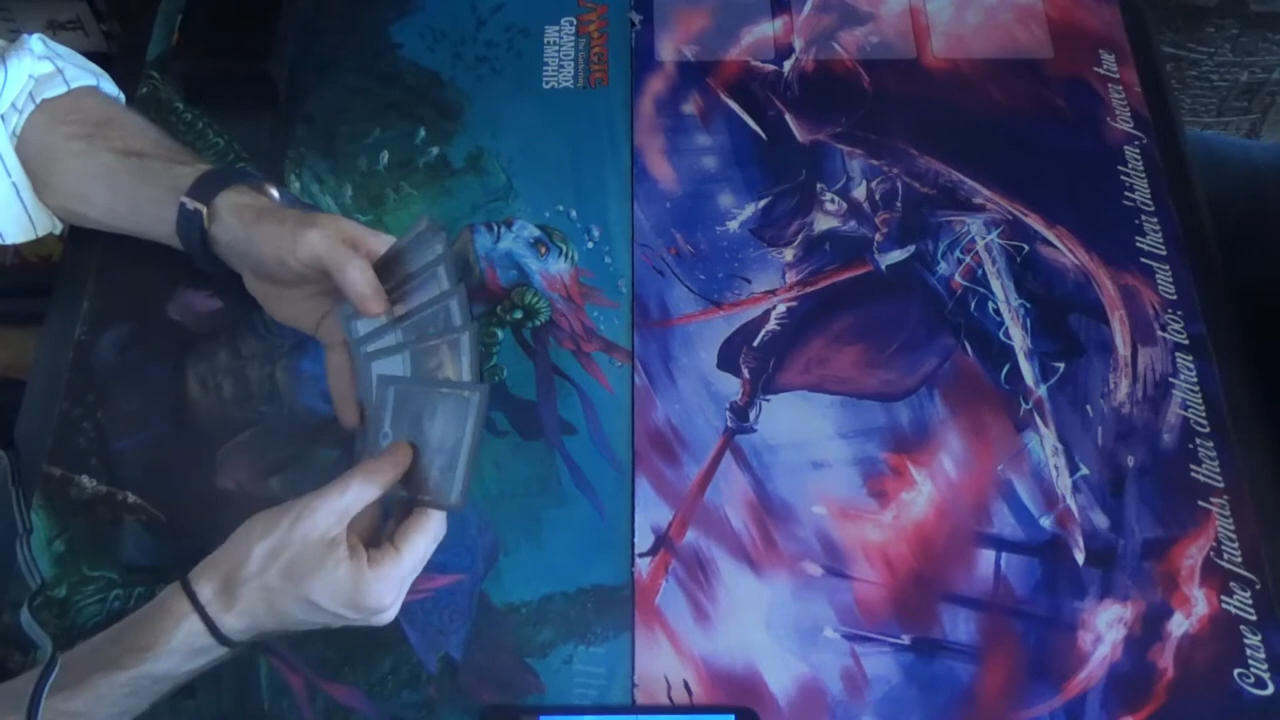 MAGIC
The Gathering
GRAND PRIX
MEMPHIS
Curse the friends, their children too: and their children, forever true